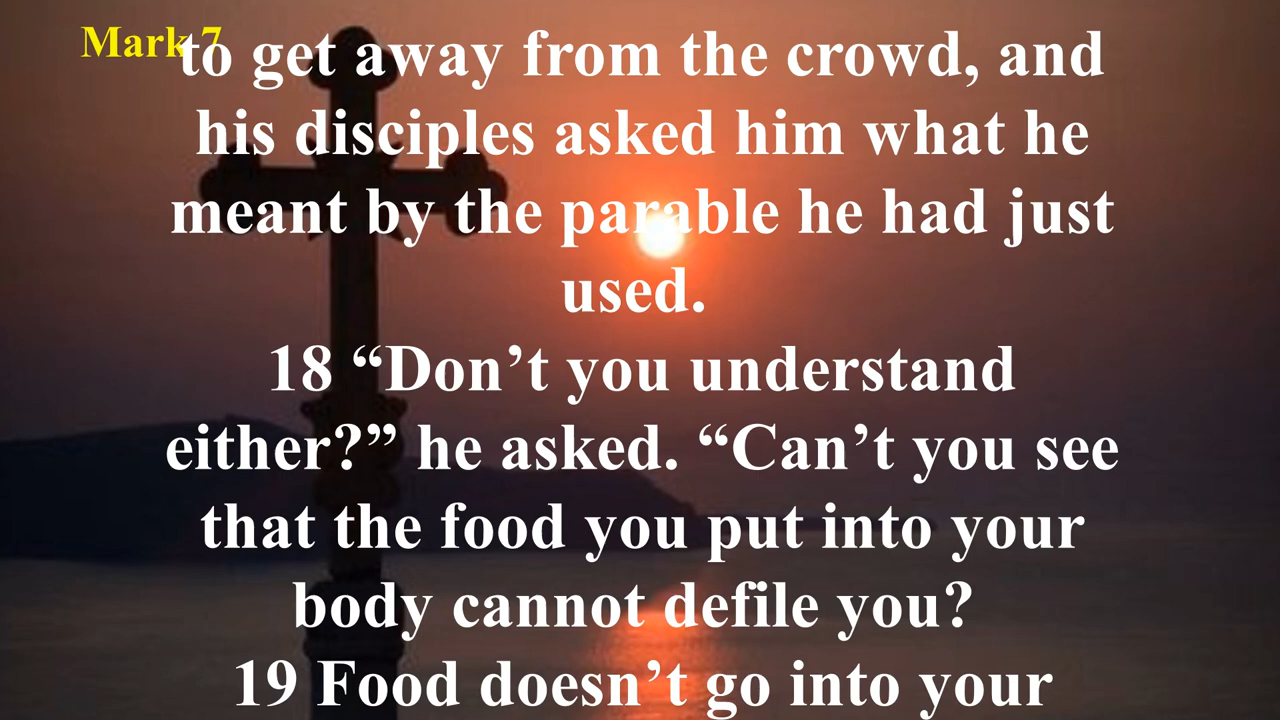 Mark 7
to get away from the crowd, and
his disciples asked him what he
meant by the parable he had just
used.
18 “Don’t you understand
either?” he asked. “Can’t you see
that the food you put into your
body cannot defile you?
19 Food doesn’t go into your